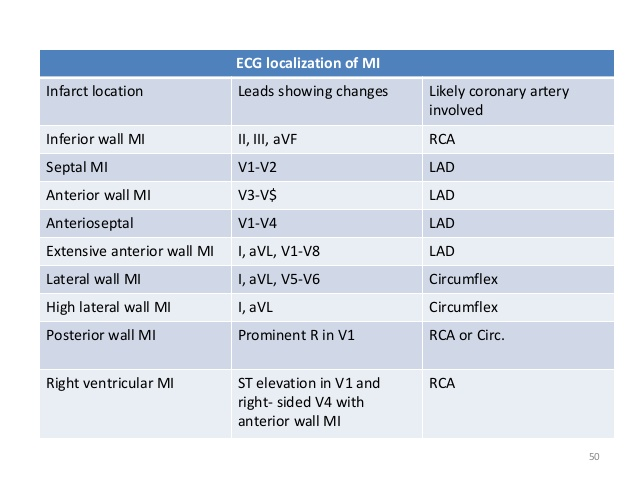 ECG localization of MI
Infarct location Leads showing changes Likely coronary artery
involved
Inferior wall MI II, III, aVF RCA
Septal MI V1-V2 LAD
Anterior wall MI V3-V$ LAD
Anterioseptal V1-V4 LAD
Extensive anterior wall MI I, aVL, V1-V8 LAD
Lateral wall MI I, aVL, V5-V6 Circumflex
High lateral wall MI I, aVL Circumflex
Posterior wall MI Prominent R in V1 RCA or Circ.
Right ventricular MI ST elevation in V1 and RCA
right- sided V4 with
anterior wall MI
50